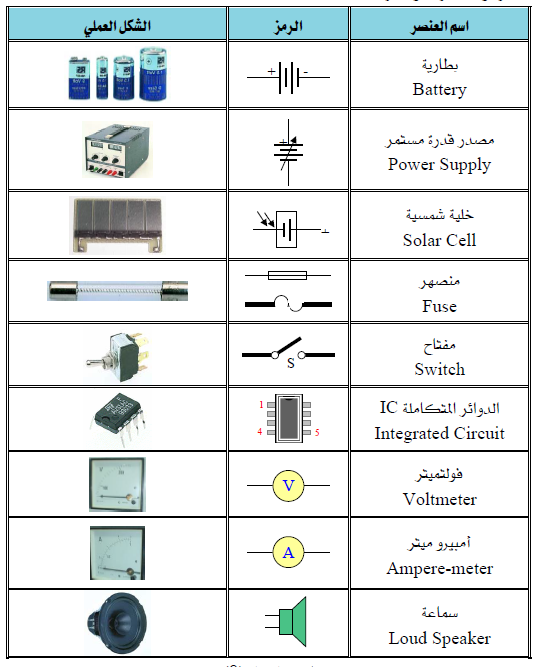 اسم العنصر
الرمز
الشكل العملي
بطارية
Battery
+ -
مصدر قدرة مستمر
Power Supply
+
خلية شمسية
Solar Cell
+
منصهر
Fuse
مفتاح
Switch
S
الدوائر المتكاملة IC
Integrated Circuit
1
4 5
فولتميتر
Voltmeter
V
V
أمبيرو ميتر
Ampere-meter
A
A
سماعة
Loud Speaker